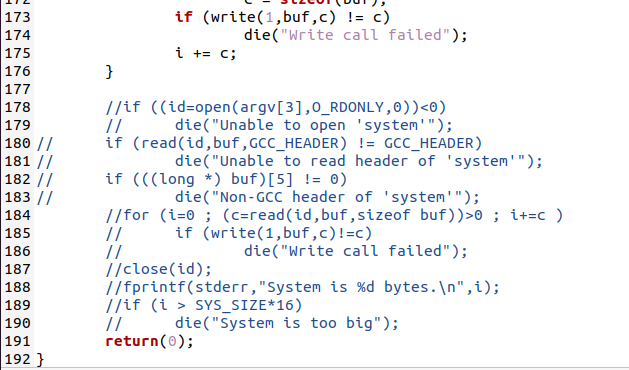 172 c = sizeof(buf);
173 if (write(1,buf,c) != c)
174 die("Write call failed");
175 i += c;
176 }
177
178 //if ((id=open(argv[3],O_RDONLY,0))<0)
179 // die("Unable to open 'system'");
180 // if (read(id,buf,GCC_HEADER) != GCC_HEADER)
181 // die("Unable to read header of 'system'");
182 // if (((long *) buf)[5] != 0)
183 // die("Non-GCC header of 'system'");
184 //for (i=0 ; (c=read(id,buf,sizeof buf))>0 ; i+=c )
185 // if (write(1,buf,c)!=c)
186 // die("Write call failed");
187 //close(id);
188 //fprintf(stderr,"System is %d bytes.\n",i);
189 //if (i > SYS_SIZE*16)
190 // die("System is too big");
191 return(0);
192 }